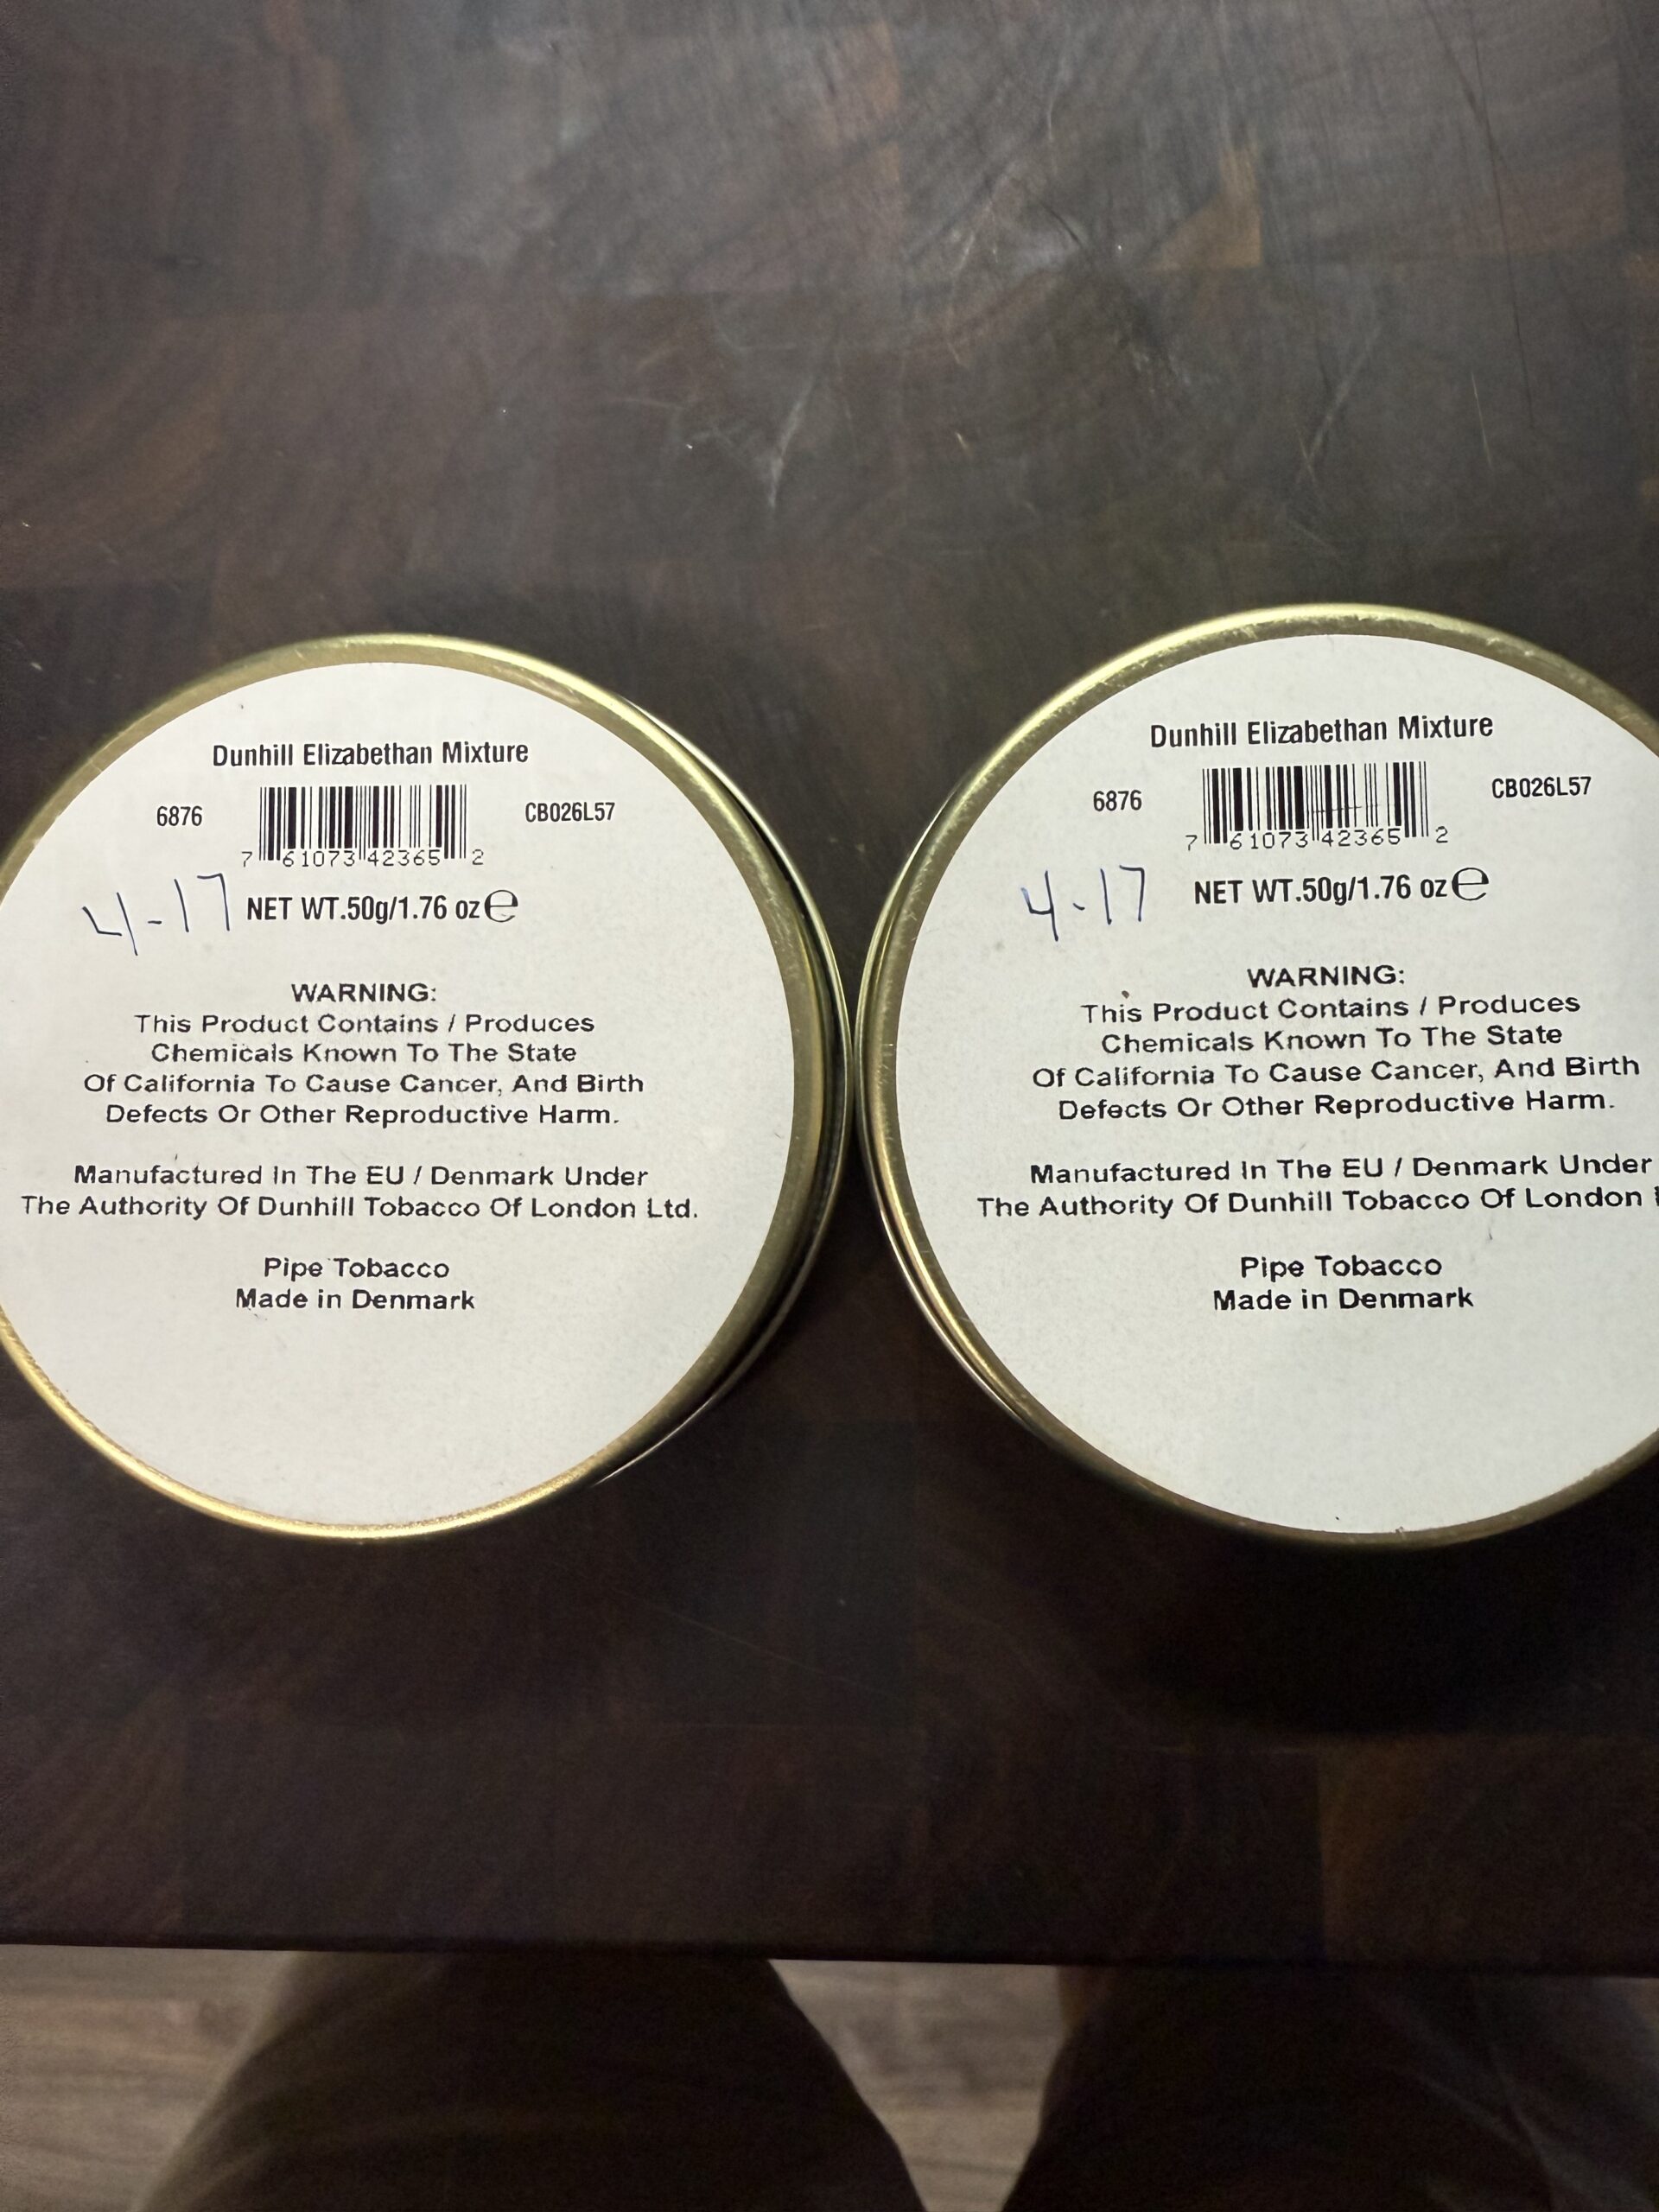 Dunhill Elizabethan Mixture
6876
CB026L57
7 61073 42365 2
4-17
NET WT.50g/1.76 oz e
WARNING:
This Product Contains / Produces
Chemicals Known To The State
Of California To Cause Cancer, And Birth
Defects Or Other Reproductive Harm.
Manufactured In The EU / Denmark Under
The Authority Of Dunhill Tobacco Of London Ltd.
Pipe Tobacco
Made in Denmark
Dunhill Elizabethan Mixture
6876
CB026L57
7 61073 42365 2
4-17
NET WT.50g/1.76 oz e
WARNING:
This Product Contains / Produces
Chemicals Known To The State
Of California To Cause Cancer, And Birth
Defects Or Other Reproductive Harm.
Manufactured In The EU / Denmark Under
The Authority Of Dunhill Tobacco Of London
Pipe Tobacco
Made in Denmark